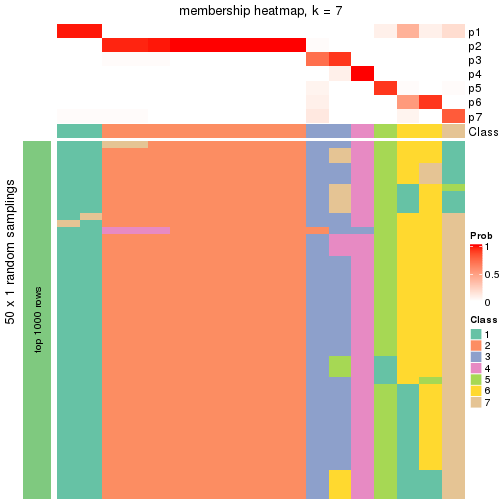 membership heatmap, k = 7
p1
p2
p3
p4
p5
p6
p7
Class
50 x 1 random samplings
top 1000 rows
Prob
1
0.5
0
Class
1
2
3
4
5
6
7